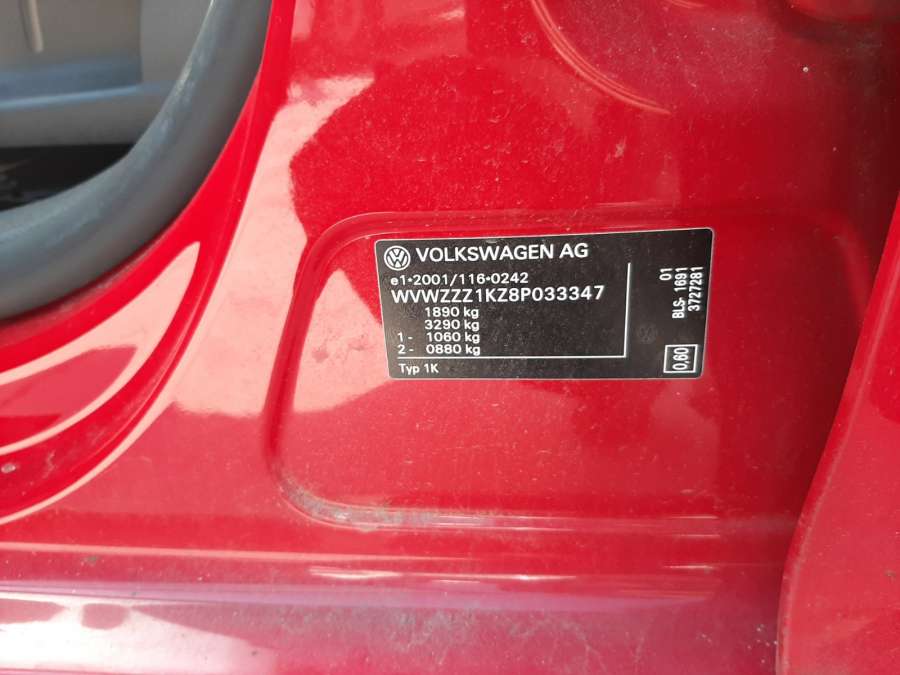 VOLKSWAGEN AG
e1*2001/116*0242
WVWZZZ1KZ8P033347
1890 kg
3290 kg
1 - 1060 kg
2 - 0880 kg
Typ 1K
01
BLS- 1691
3727281
0,60